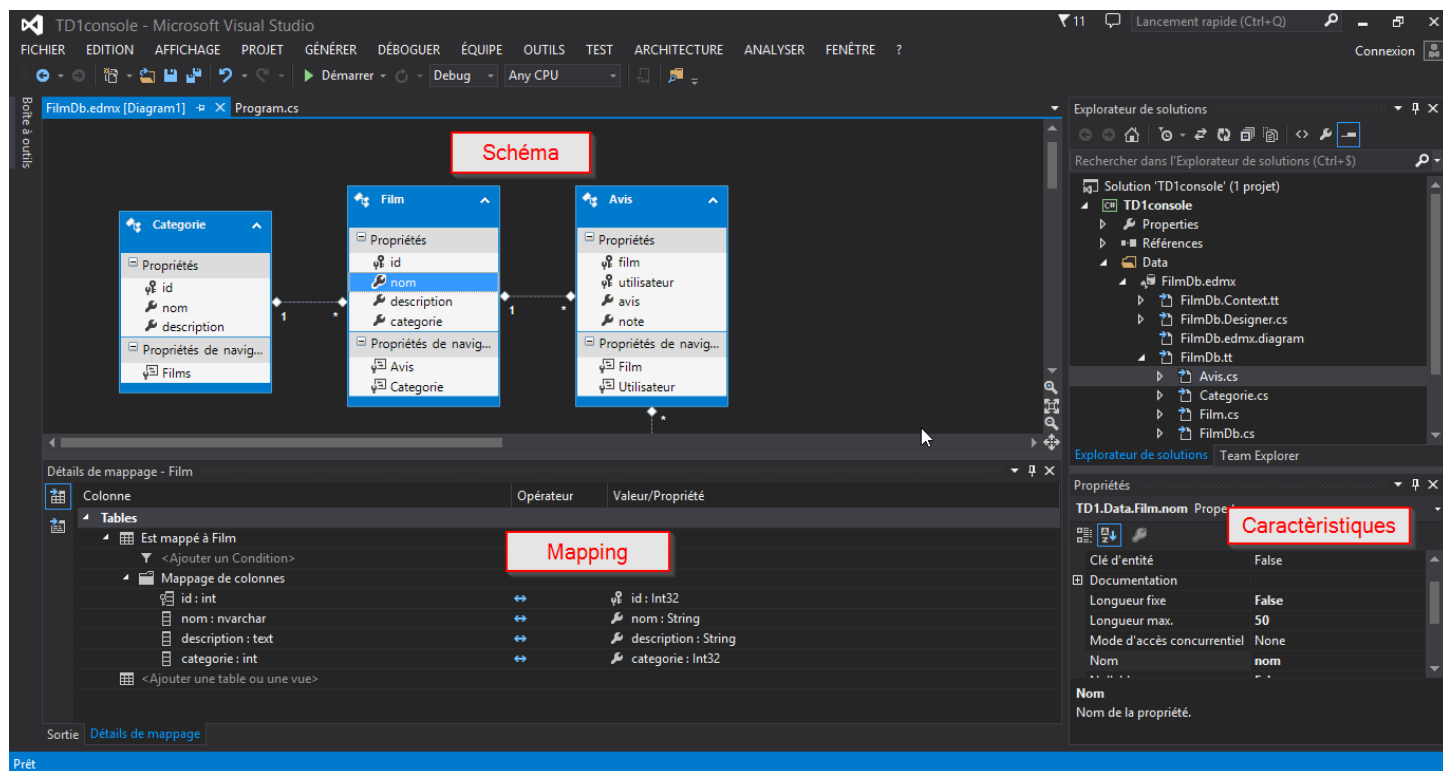 TD1console - Microsoft Visual Studio
11
Lancement rapide (Ctrl+Q)
FICHIER EDITION AFFICHAGE PROJET GÉNÉRER DÉBOGUER ÉQUIPE OUTILS TEST ARCHITECTURE ANALYSER FENÊTRE ?
Connexion
Démarrer Debug Any CPU
Boîte à outils
FilmDb.edmx [Diagram1] Program.cs
Schéma
Categorie
Propriétés
id
nom
description
Propriétés de navig...
Films
1
*
Film
Propriétés
id
nom
description
categorie
Propriétés de navig...
Avis
Categorie
1
*
Avis
Propriétés
film
utilisateur
avis
note
Propriétés de navig...
Film
Utilisateur
*
Détails de mappage - Film
Colonne Opérateur Valeur/Propriété
Tables
Est mappé à Film
<Ajouter un Condition>
Mapping
Mappage de colonnes
id : int id : Int32
nom : nvarchar nom : String
description : text description : String
categorie : int categorie : Int32
<Ajouter une table ou une vue>
Sortie Détails de mappage
Explorateur de solutions
Rechercher dans l'Explorateur de solutions (Ctrl+$)
Solution 'TD1console' (1 projet)
TD1console
Properties
Références
Data
FilmDb.edmx
FilmDb.Context.tt
FilmDb.Designer.cs
FilmDb.edmx.diagram
FilmDb.tt
Avis.cs
Categorie.cs
Film.cs
FilmDb.cs
Explorateur de solutions Team Explorer
Propriétés
TD1.Data.Film.nom
Caractèristiques
Clé d'entité False
Documentation
Longueur fixe False
Longueur max. 50
Mode d'accès concurrentiel None
Nom nom
Nom
Nom de la propriété.
Prêt